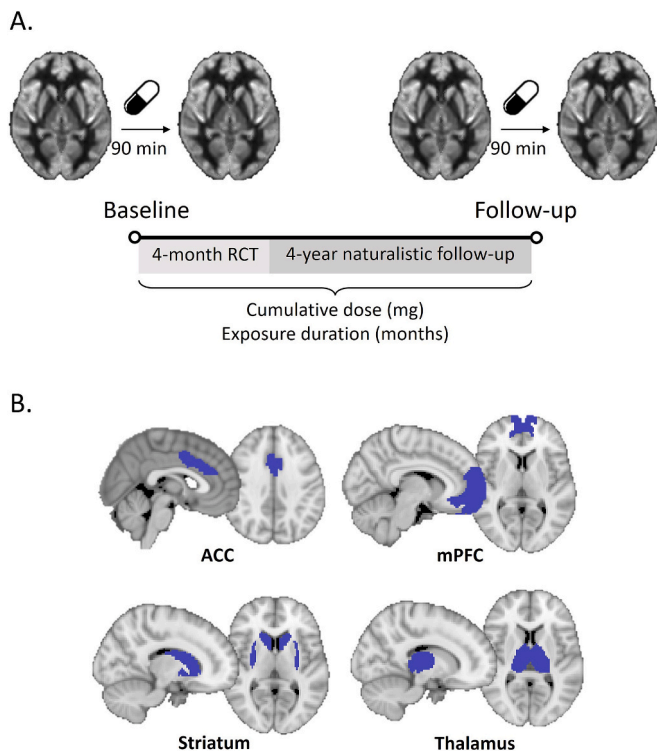 A.
90 min
90 min
Baseline
Follow-up
4-month RCT
4-year naturalistic follow-up
Cumulative dose (mg)
Exposure duration (months)
B.
ACC
mPFC
Striatum
Thalamus